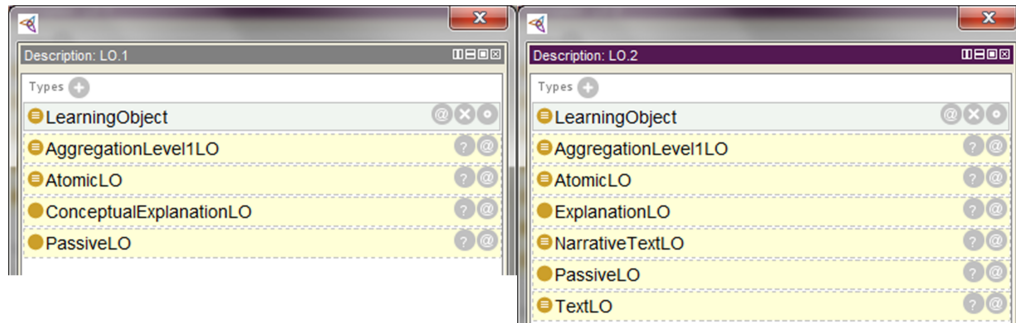 Description: LO.1
Types
LearningObject
AggregationLevel1LO
AtomicLO
ConceptualExplanationLO
PassiveLO
Description: LO.2
Types
LearningObject
AggregationLevel1LO
AtomicLO
ExplanationLO
NarrativeTextLO
PassiveLO
TextLO